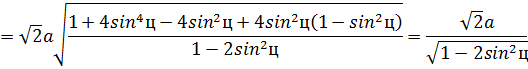 = √2a√((1 + 4sin⁴ц − 4sin²ц + 4sin²ц(1 − sin²ц))/(1 − 2sin²ц)) = √2a/√(1 − 2sin²ц)